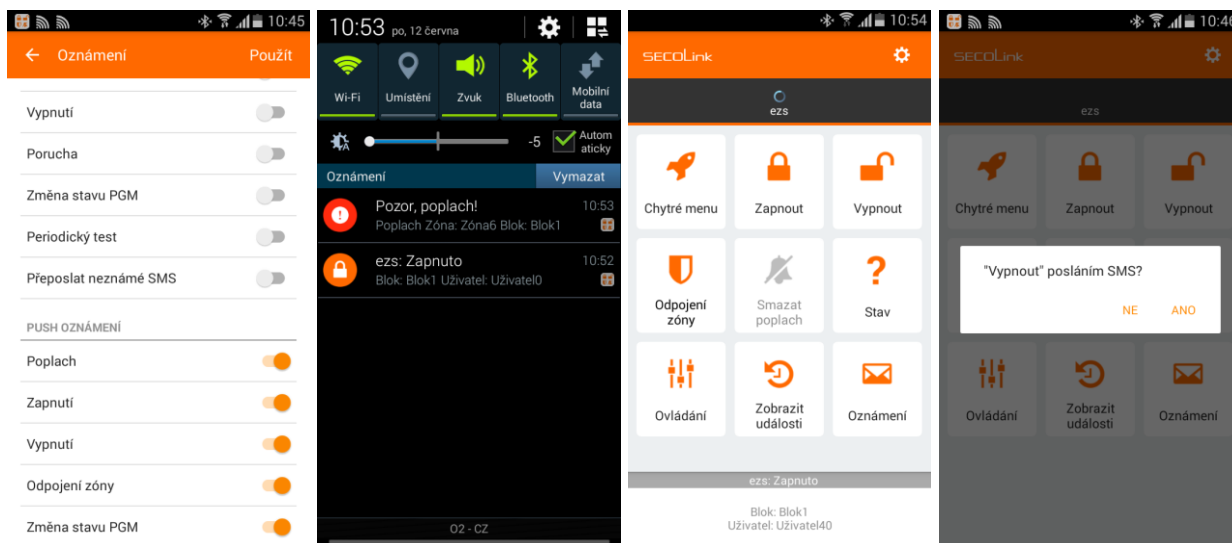 10:45
Oznámení Použít
Vypnutí
Porucha
Změna stavu PGM
Periodický test
Přeposlat neznámé SMS
PUSH OZNÁMENÍ
Poplach
Zapnutí
Vypnutí
Odpojení zóny
Změna stavu PGM
10:53 po, 12 června
Wi-Fi Umístění Zvuk Bluetooth Mobilní
data
A -5 Autom
aticky
Oznámení Vymazat
Pozor, poplach! 10:53
Poplach Zóna: Zóna6 Blok: Blok1
ezs: Zapnuto 10:52
Blok: Blok1 Uživatel: Uživatel0
O2 - CZ
10:54
SECOLink
ezs
Chytré menu Zapnout Vypnout
Odpojení
zóny
Smazat
poplach
Stav
Ovládání
Zobrazit
události
Oznámení
ezs: Zapnuto
Blok: Blok1
Uživatel: Uživatel40
10:46
SECOLink
ezs
Chytré menu Zapnout Vypnout
"Vypnout" posláním SMS?
NE ANO
Ovládání
Zobrazit
události
Oznámení